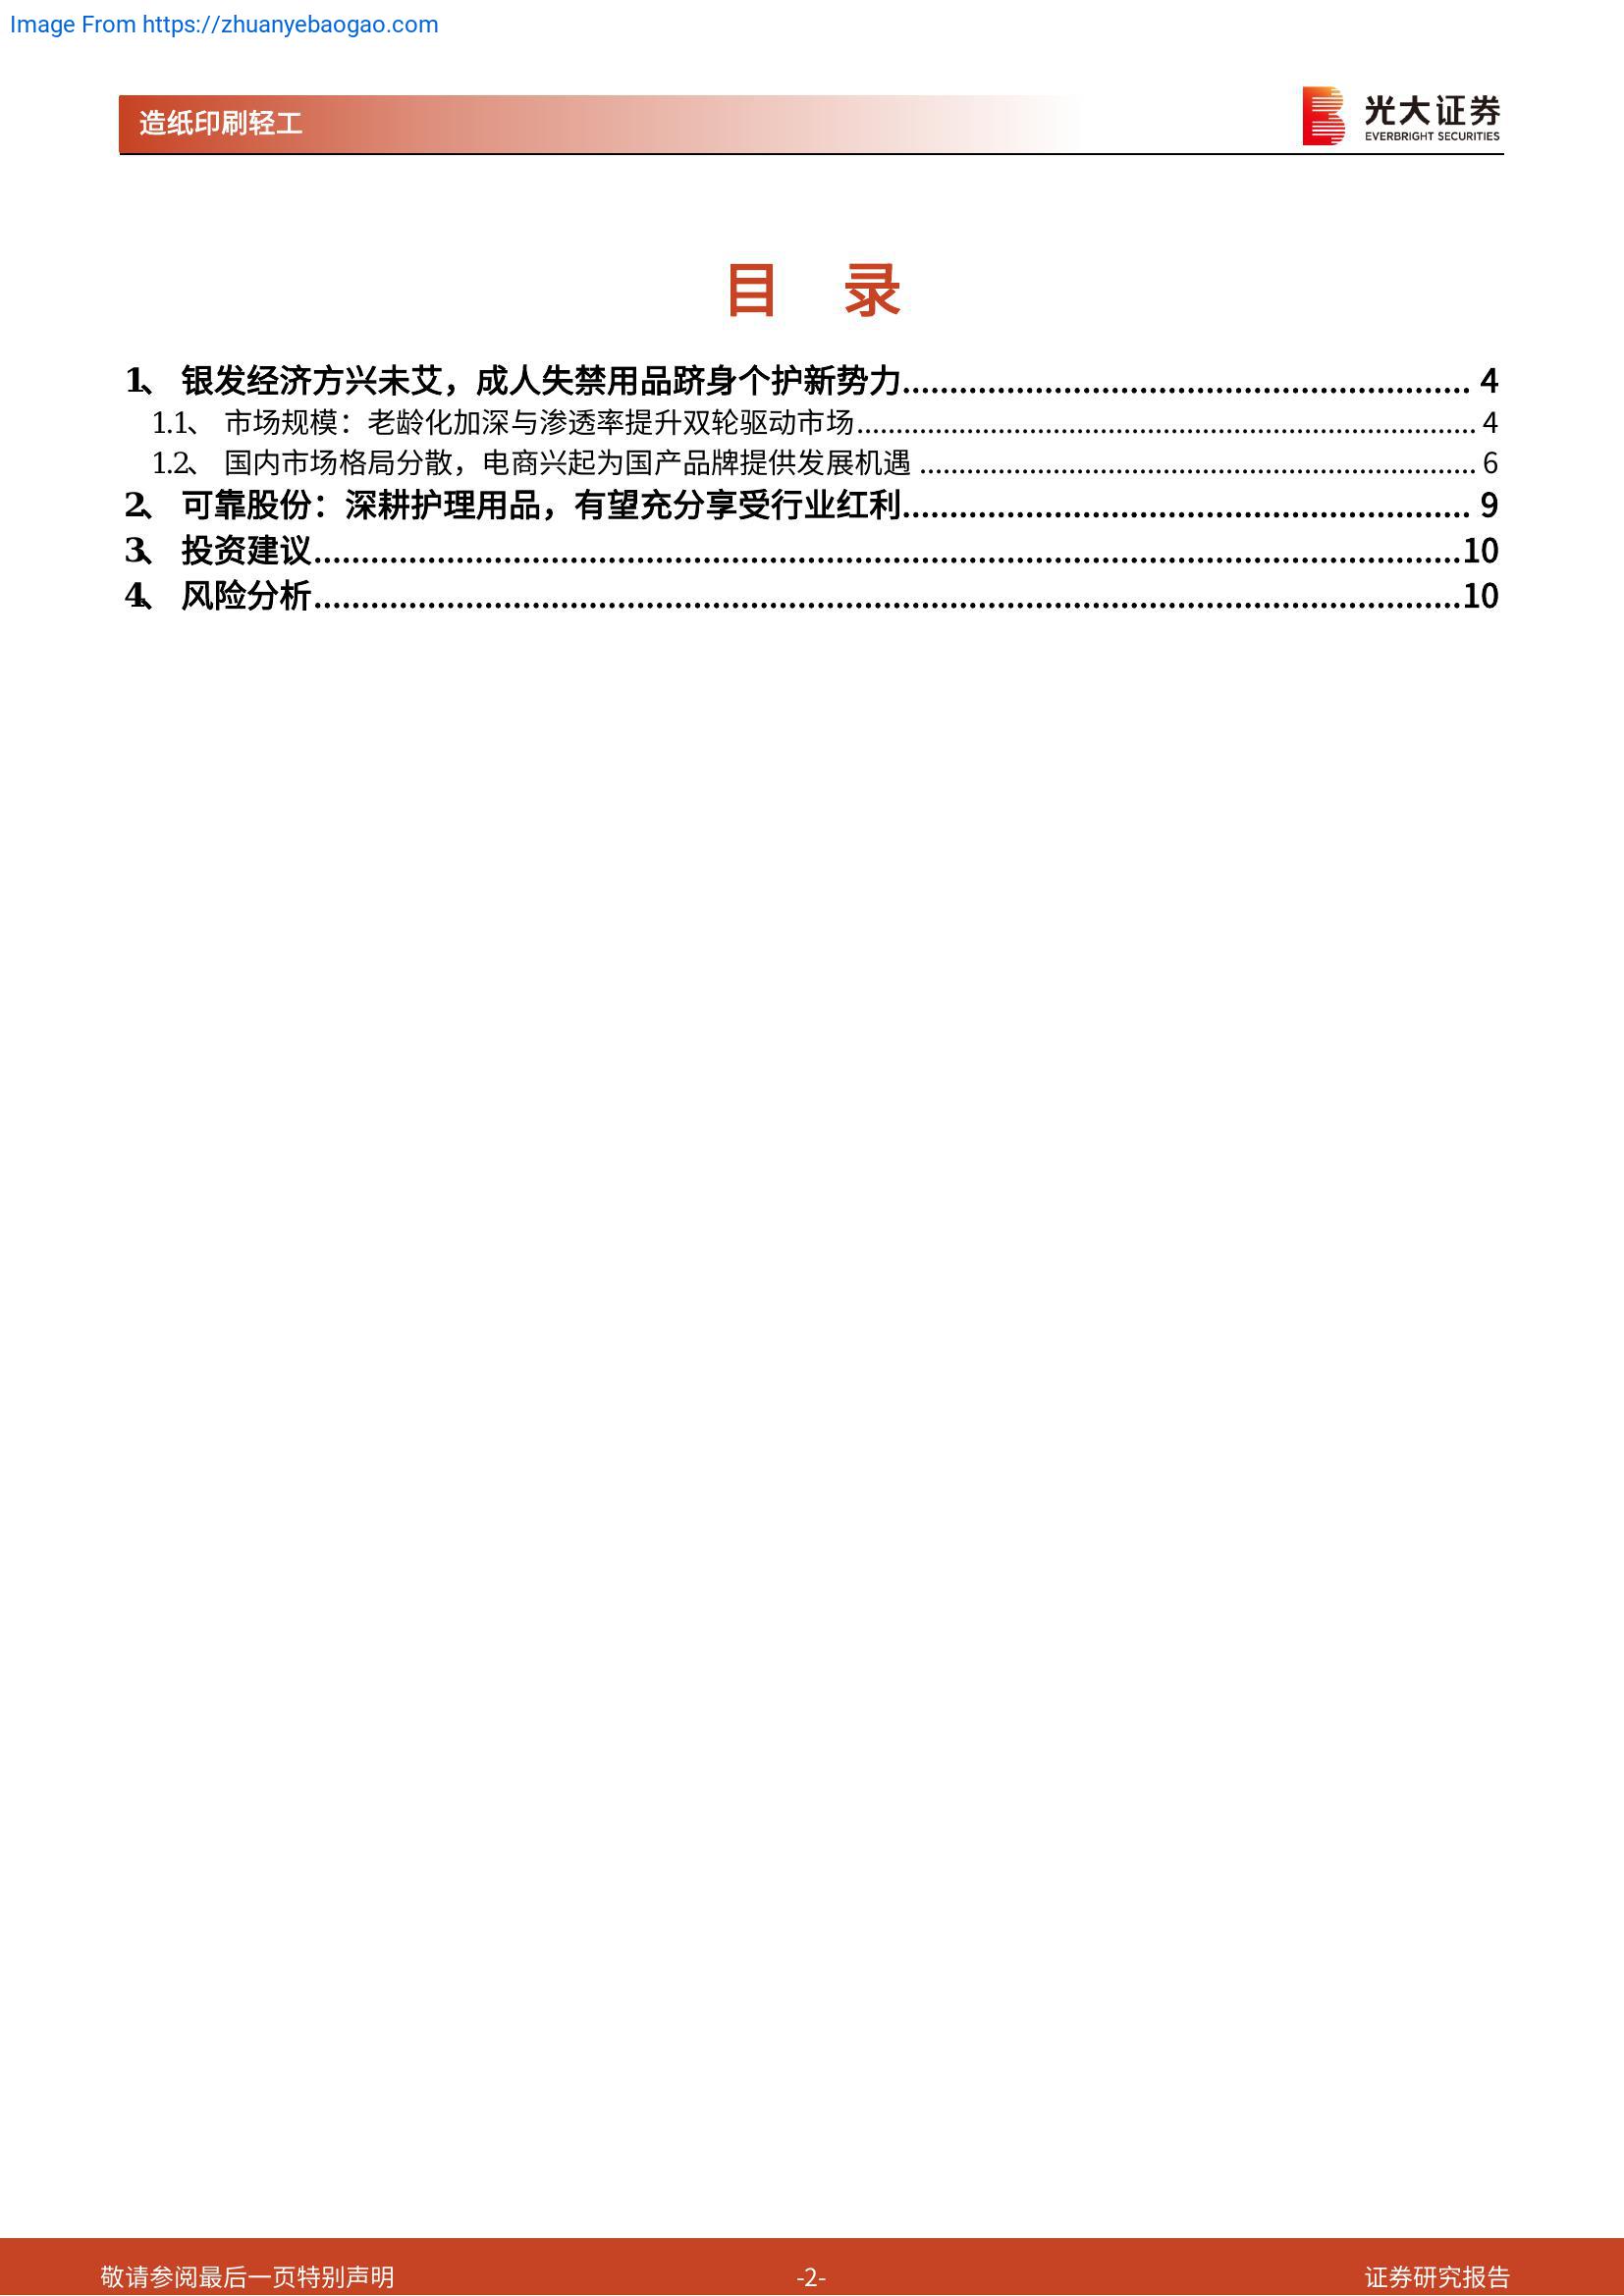 Image From https://zhuanyebaogao.com
造纸印刷轻工
光大证券
EVERBRIGHT SECURITIES
目 录
1、 银发经济方兴未艾，成人失禁用品跻身个护新势力 4
1.1、 市场规模：老龄化加深与渗透率提升双轮驱动市场 4
1.2、 国内市场格局分散，电商兴起为国产品牌提供发展机遇 6
2、 可靠股份：深耕护理用品，有望充分享受行业红利 9
3、 投资建议 10
4、 风险分析 10
敬请参阅最后一页特别声明 -2- 证券研究报告